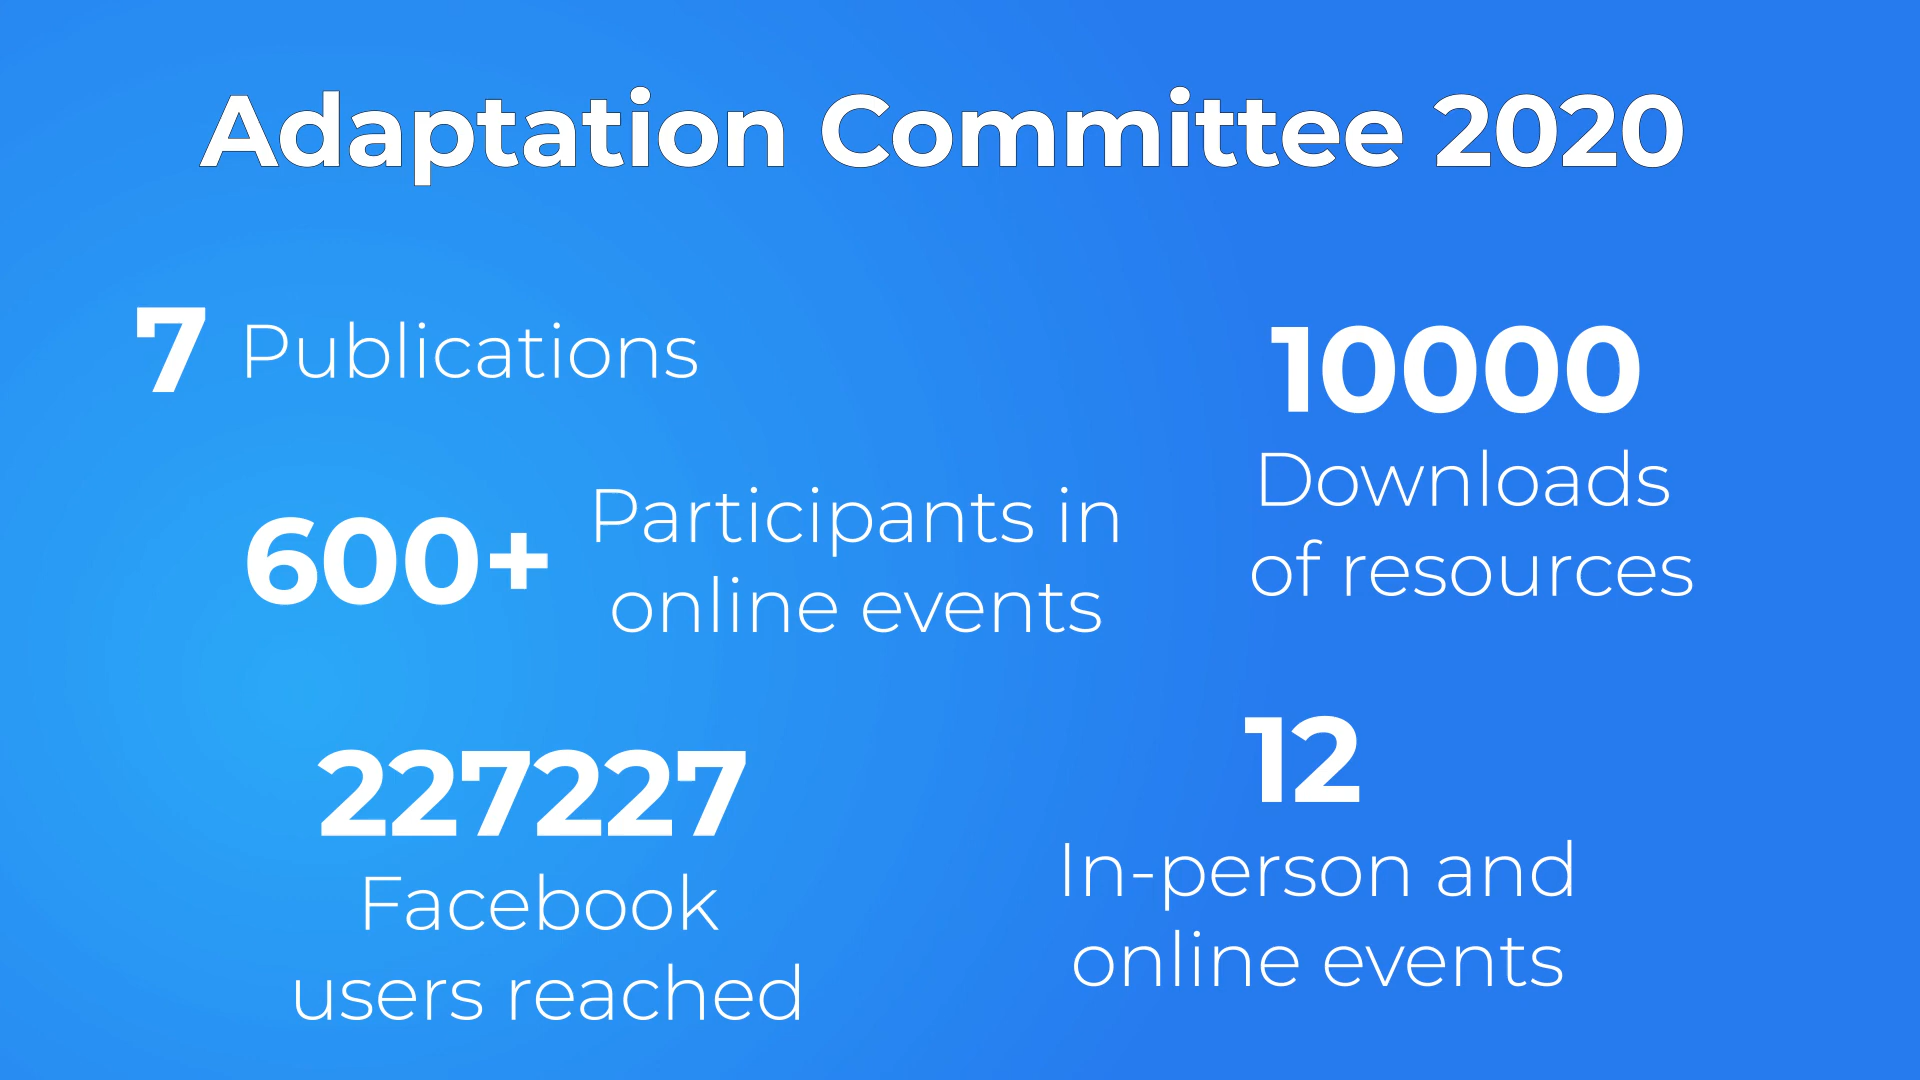 Adaptation Committee 2020
7 Publications
600+ Participants in
online events
227227
Facebook
users reached
10000
Downloads
of resources
12
In-person and
online events